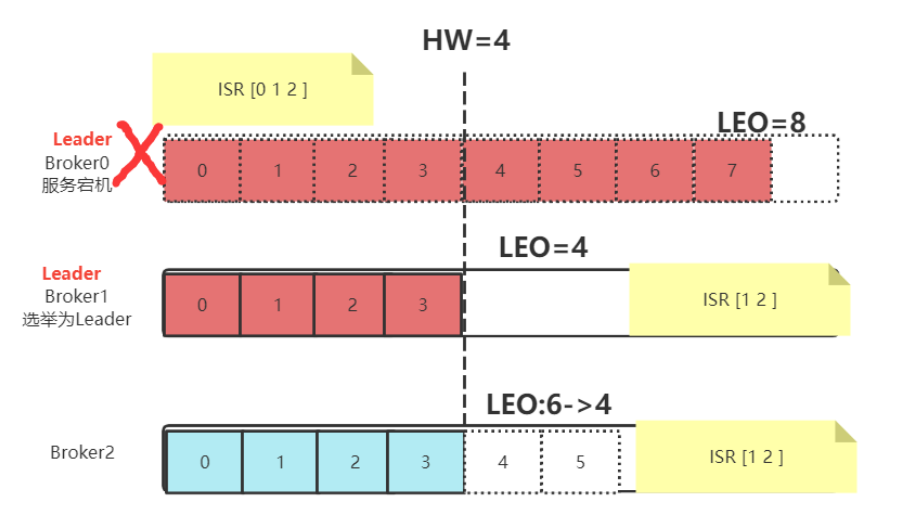 HW=4
ISR [0 1 2 ]
LEO=8
Leader
Broker0
服务宕机
0 1 2 3 4 5 6 7
LEO=4
Leader
Broker1
选举为Leader
0 1 2 3
ISR [1 2 ]
LEO:6->4
Broker2
0 1 2 3 4 5
ISR [1 2 ]